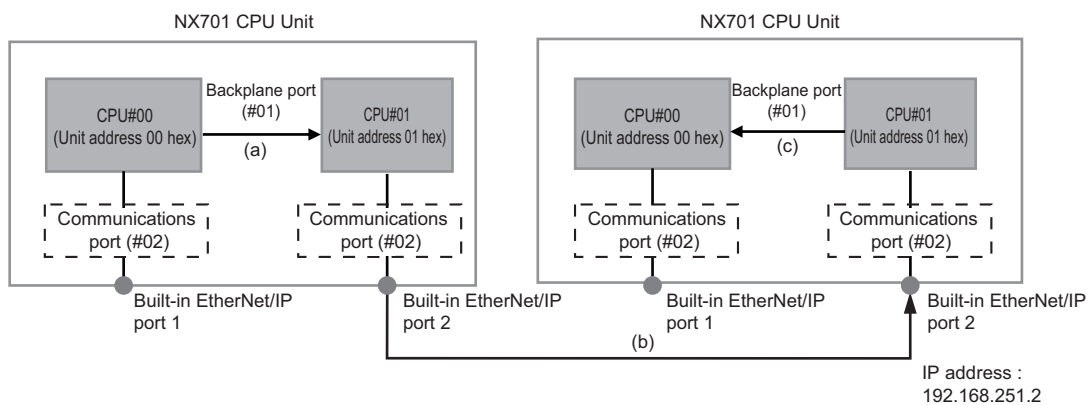 NX701 CPU Unit
CPU#00
(Unit address 00 hex)
Backplane port
(#01)
(a)
CPU#01
(Unit address 01 hex)
Communications
port (#02)
Communications
port (#02)
Built-in EtherNet/IP
port 1
Built-in EtherNet/IP
port 2
NX701 CPU Unit
CPU#00
(Unit address 00 hex)
Backplane port
(#01)
(c)
CPU#01
(Unit address 01 hex)
Communications
port (#02)
Communications
port (#02)
Built-in EtherNet/IP
port 1
Built-in EtherNet/IP
port 2
(b)
IP address :
192.168.251.2